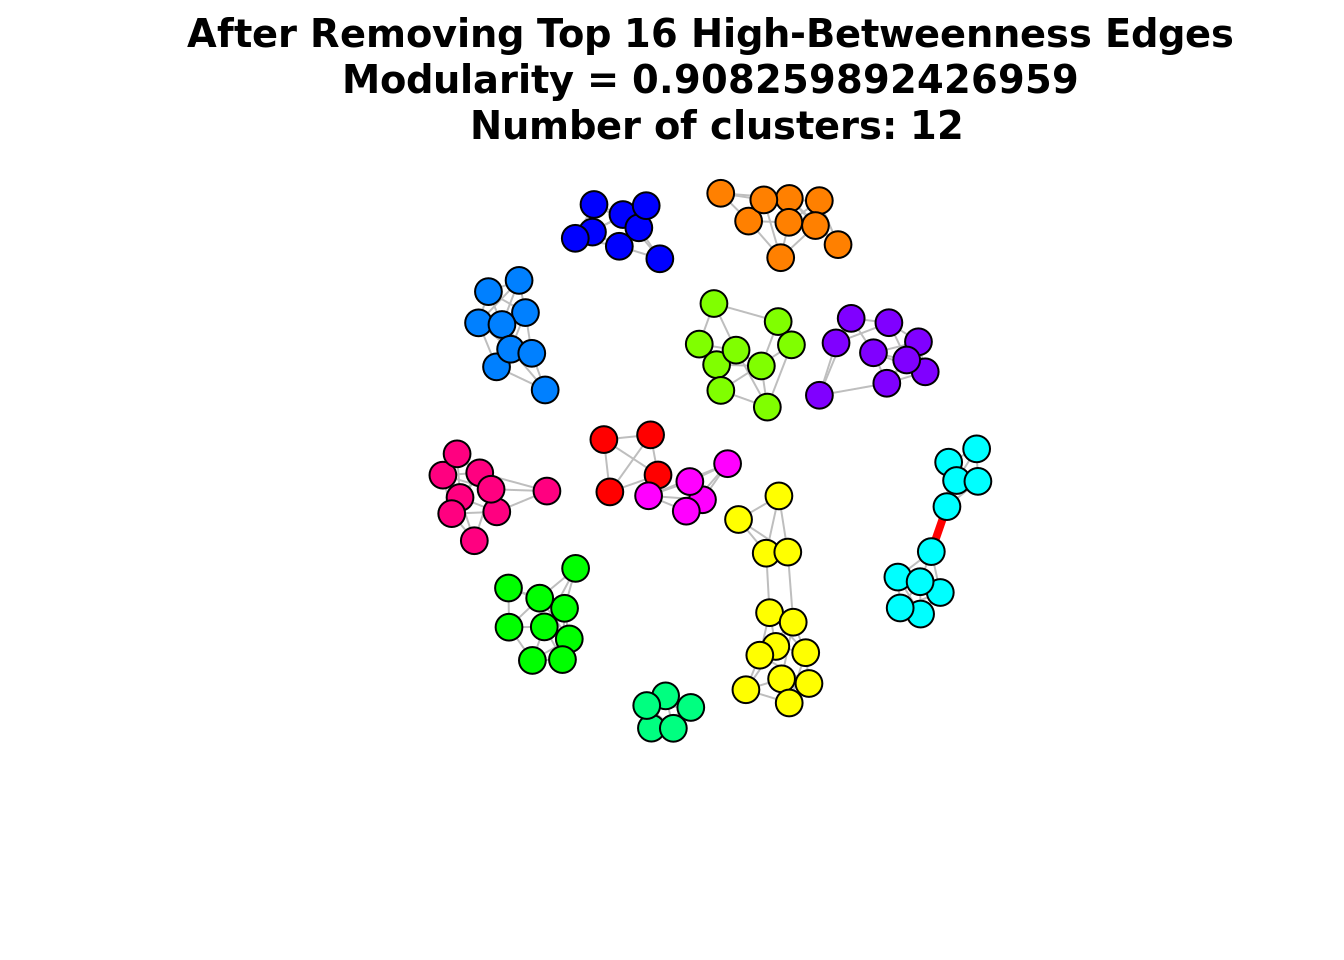 After Removing Top 16 High-Betweenness Edges
Modularity = 0.908259892426959
Number of clusters: 12